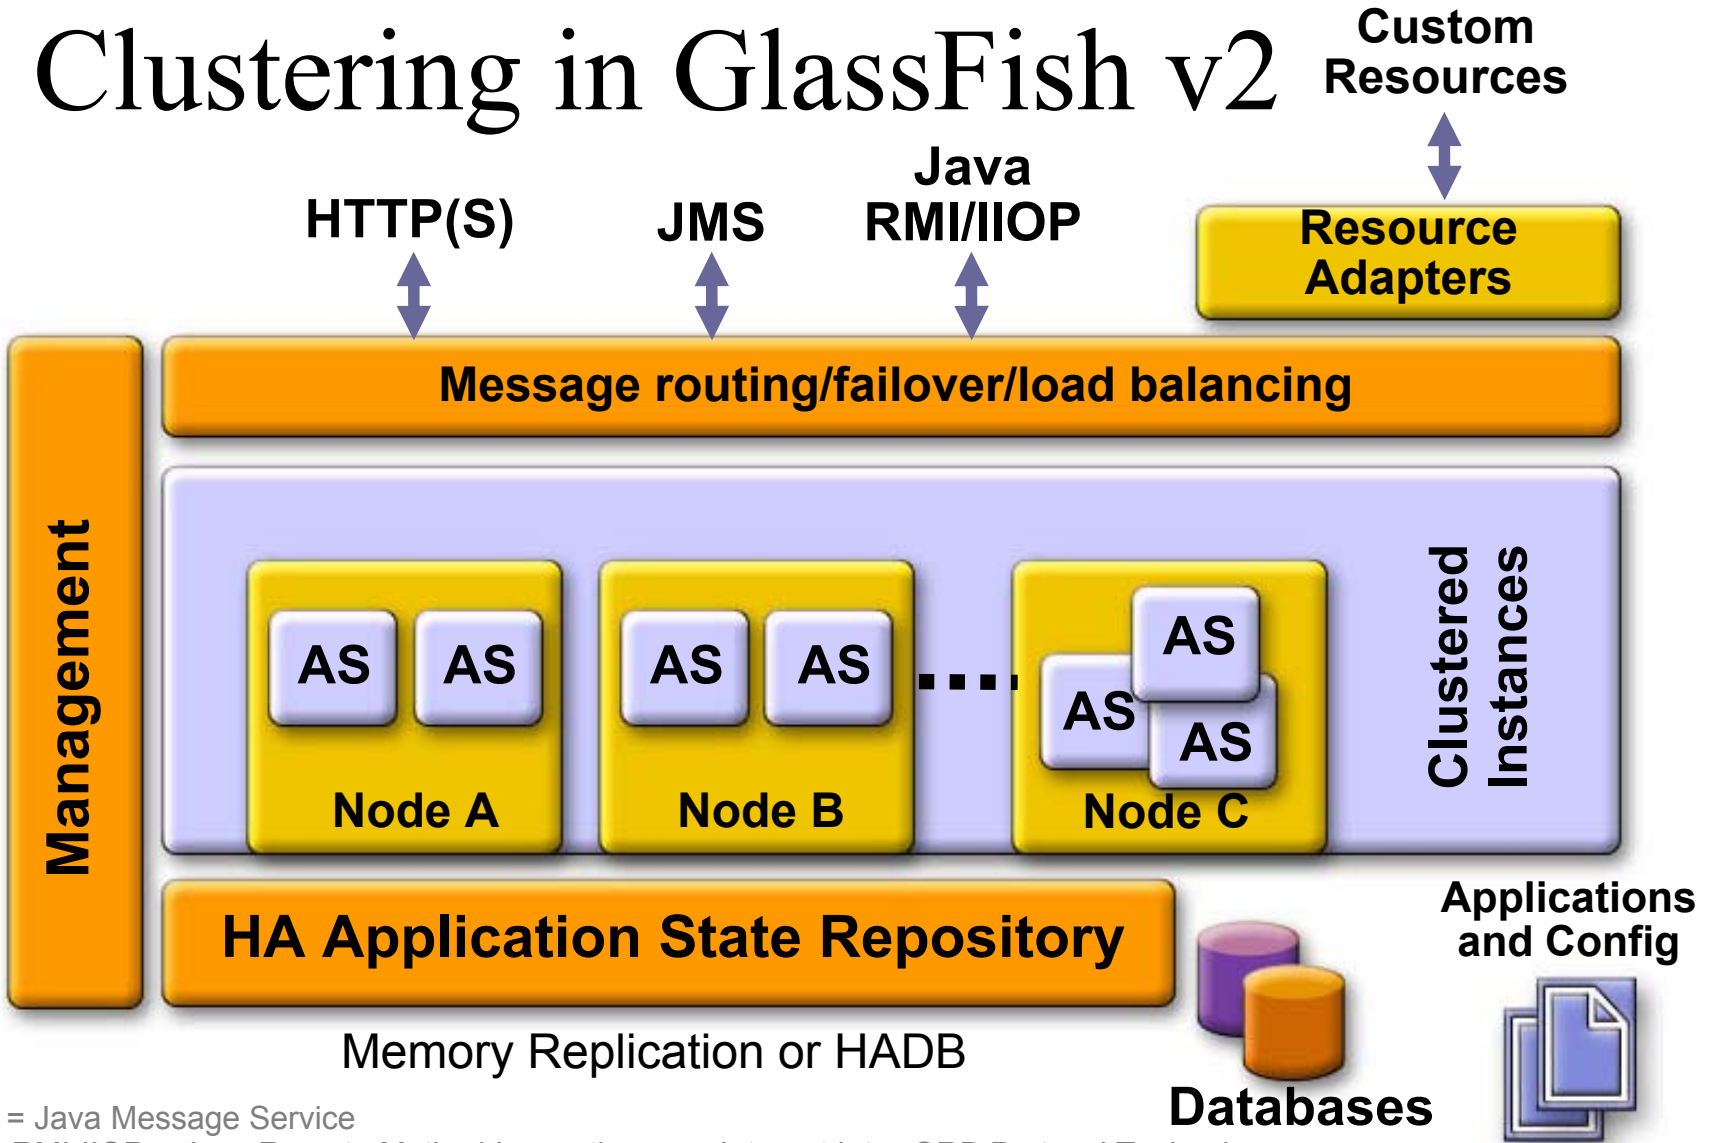 Clustering in GlassFish v2
Custom
Resources
HTTP(S)
JMS
Java
RMI/IIOP
Resource
Adapters
Message routing/failover/load balancing
Management
AS
AS
Node A
AS
AS
Node B
....
AS
AS
AS
Node C
Clustered
Instances
HA Application State Repository
Memory Replication or HADB
Databases
Applications
and Config
= Java Message Service